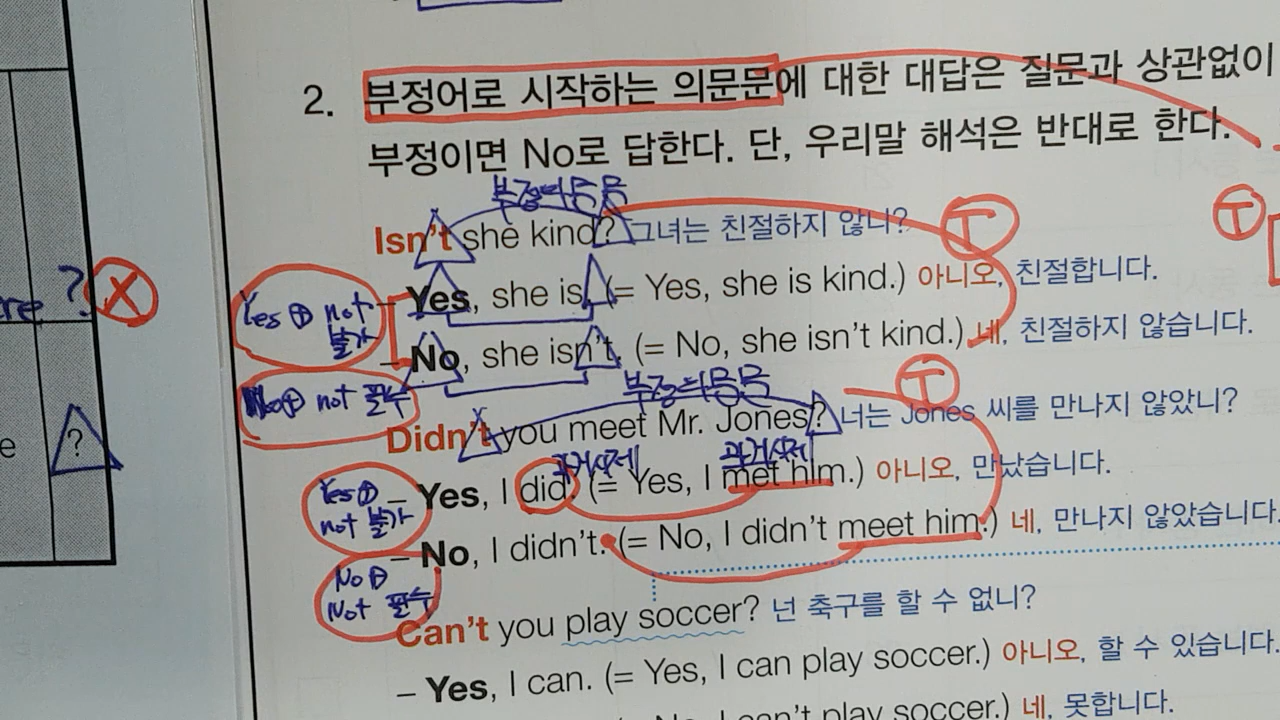 2. 부정어로 시작하는 의문문에 대한 대답은 질문과 상관없이
부정이면 No로 답한다. 단, 우리말 해석은 반대로 한다.
부정의문문
Isn't she kind? 그녀는 친절하지 않니? T
T
Yes ⊕ not
불가
– Yes, she is. (= Yes, she is kind.) 아니오, 친절합니다.
– No, she isn't. (= No, she isn't kind.) 네, 친절하지 않습니다.
No ⊕ not 필수
부정의문문
T
Didn't you meet Mr. Jones? 너는 Jones 씨를 만나지 않았니?
과거시제 과거시제
Yes ⊕
not 불가
– Yes, I did. (= Yes, I met him.) 아니오, 만났습니다.
– No, I didn't. (= No, I didn't meet him.) 네, 만나지 않았습니다.
No ⊕
Not 필수
Can't you play soccer? 넌 축구를 할 수 없니?
– Yes, I can. (= Yes, I can play soccer.) 아니오, 할 수 있습니다.
No, I can't play soccer.) 네, 못합니다.
? X
e ?